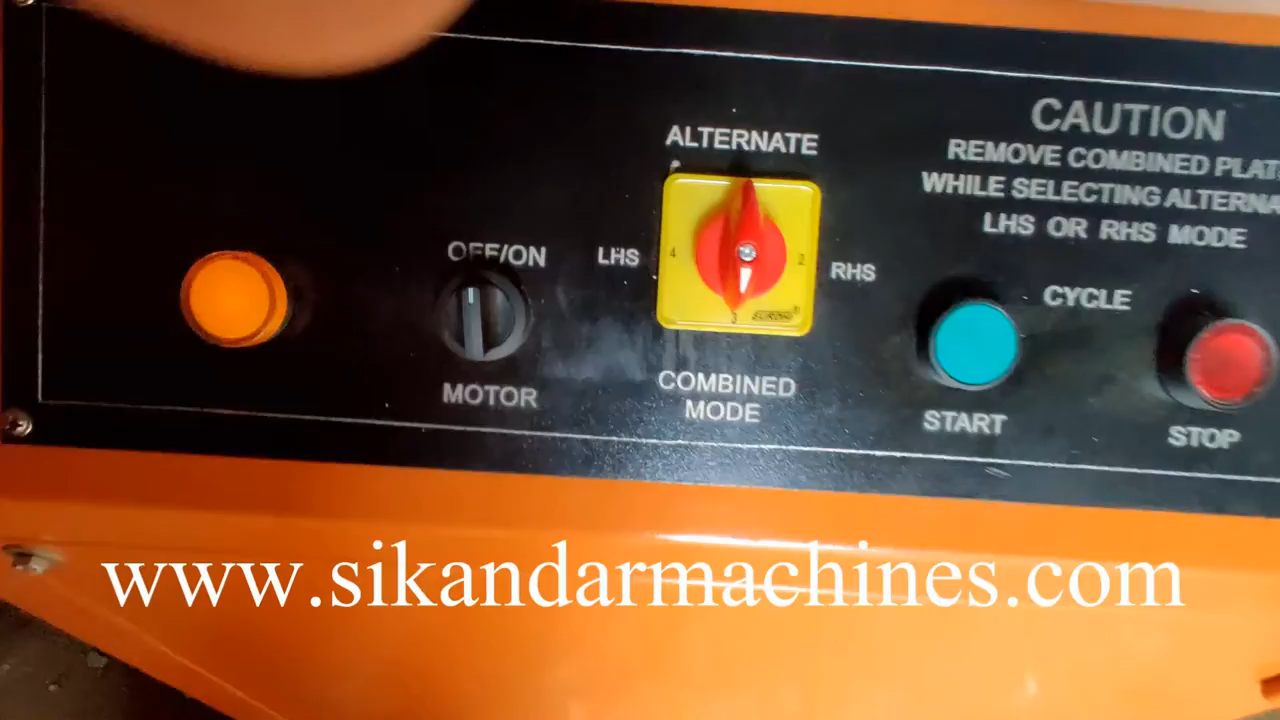 ALTERNATE
CAUTION
REMOVE COMBINED
WHILE SELECTING
LHS OR RHS MODE
OFF/ON
LHS
4
2
RHS
3
CYCLE
MOTOR
COMBINED
MODE
START
STOP
www.sikandarmachines.com